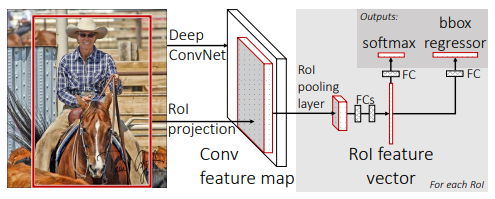 Deep
ConvNet
RoI
projection
Conv
feature map
RoI
pooling
layer
FCs
Outputs:
softmax
bbox
regressor
FC
FC
RoI feature
vector
For each RoI